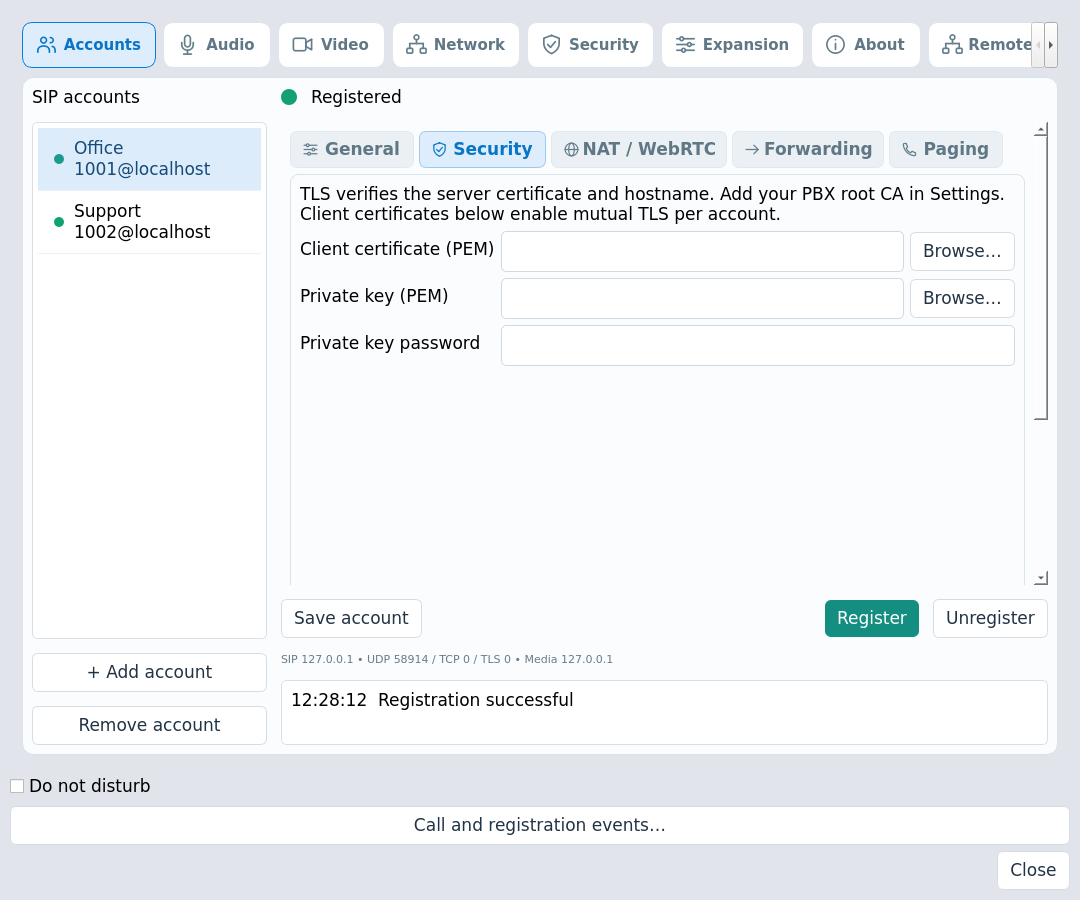 Accounts Audio Video Network Security Expansion About Remote
SIP accounts
Registered
Office
1001@localhost
Support
1002@localhost
General Security NAT / WebRTC Forwarding Paging
TLS verifies the server certificate and hostname. Add your PBX root CA in Settings.
Client certificates below enable mutual TLS per account.
Client certificate (PEM) Browse...
Private key (PEM) Browse...
Private key password
Save account Register Unregister
SIP 127.0.0.1 • UDP 58914 / TCP 0 / TLS 0 • Media 127.0.0.1
+ Add account
12:28:12 Registration successful
Remove account
Do not disturb
Call and registration events...
Close